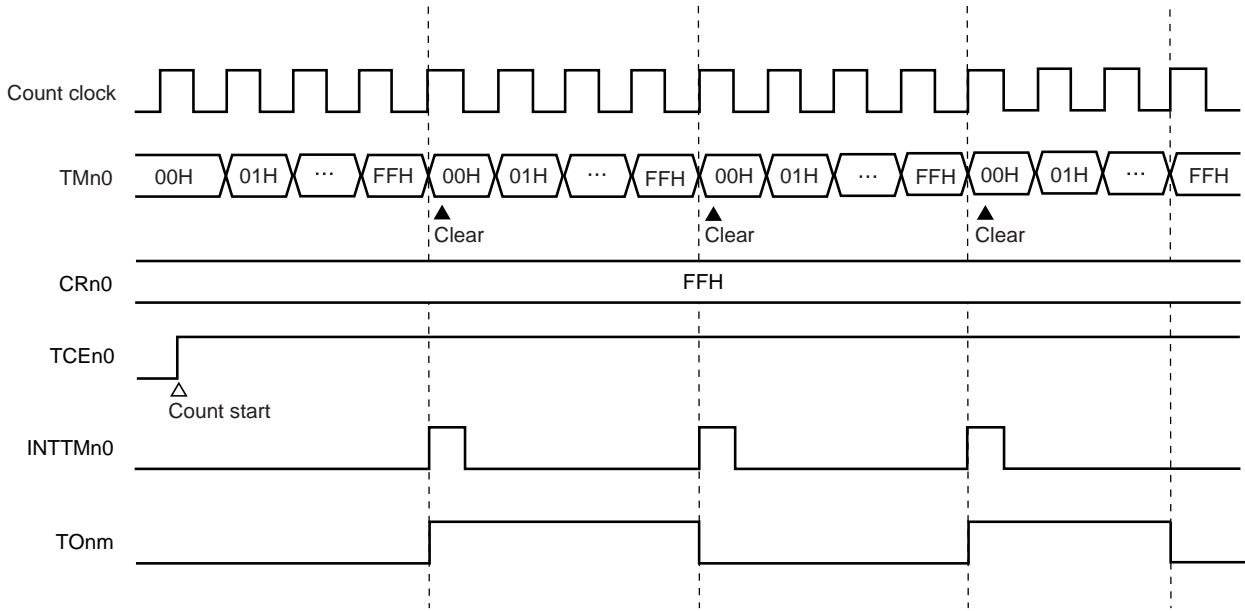 Count clock
TMn0 00H 01H ... FFH 00H 01H ... FFH 00H 01H ... FFH 00H 01H ... FFH
Clear Clear Clear
CRn0 FFH
TCEn0
Count start
INTTMn0
TOnm